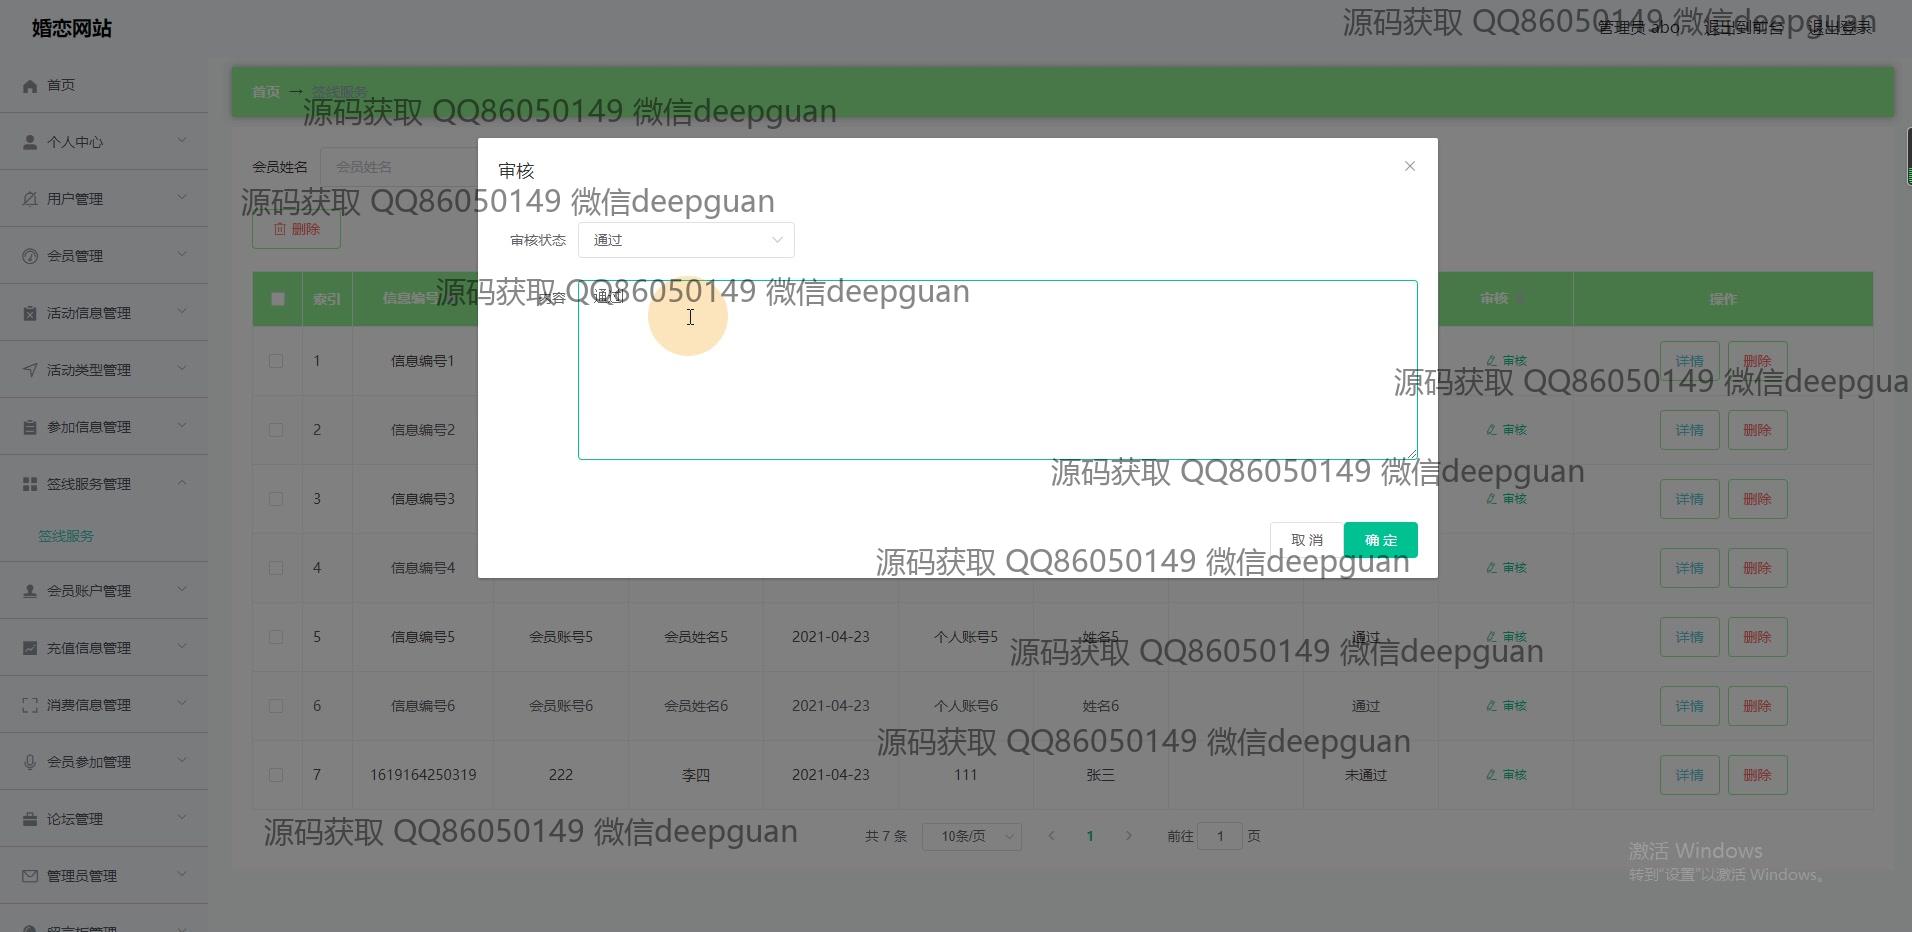 婚恋网站
源码获取 QQ86050149 微信deepguan
管理员 abo 退出到前台 退出登录
首页
首页 → 签线服务
源码获取 QQ86050149 微信deepguan
个人中心
会员姓名 会员姓名
审核
用户管理
源码获取 QQ86050149 微信deepguan
删除
审核状态 通过
会员管理
源码获取 QQ86050149 微信deepguan
索引 信息编号 内容 通过 审核 操作
活动信息管理
1 信息编号1 审核 详情 删除
活动类型管理
源码获取 QQ86050149 微信deepgua
参加信息管理
2 信息编号2 审核 详情 删除
源码获取 QQ86050149 微信deepguan
签线服务管理
3 信息编号3 审核 详情 删除
签线服务
取消 确定
源码获取 QQ86050149 微信deepguan
4 信息编号4 审核 详情 删除
会员账户管理
5 信息编号5 会员账号5 会员姓名5 2021-04-23 个人账号5 姓名5 通过 审核 详情 删除
源码获取 QQ86050149 微信deepguan
充值信息管理
消费信息管理
6 信息编号6 会员账号6 会员姓名6 2021-04-23 个人账号6 姓名6 通过 审核 详情 删除
源码获取 QQ86050149 微信deepguan
会员参加管理
7 1619164250319 222 李四 2021-04-23 111 张三 未通过 审核 详情 删除
论坛管理
源码获取 QQ86050149 微信deepguan
共 7 条 10条/页 1 前往 1 页
激活 Windows
转到"设置"以激活 Windows。
管理员管理